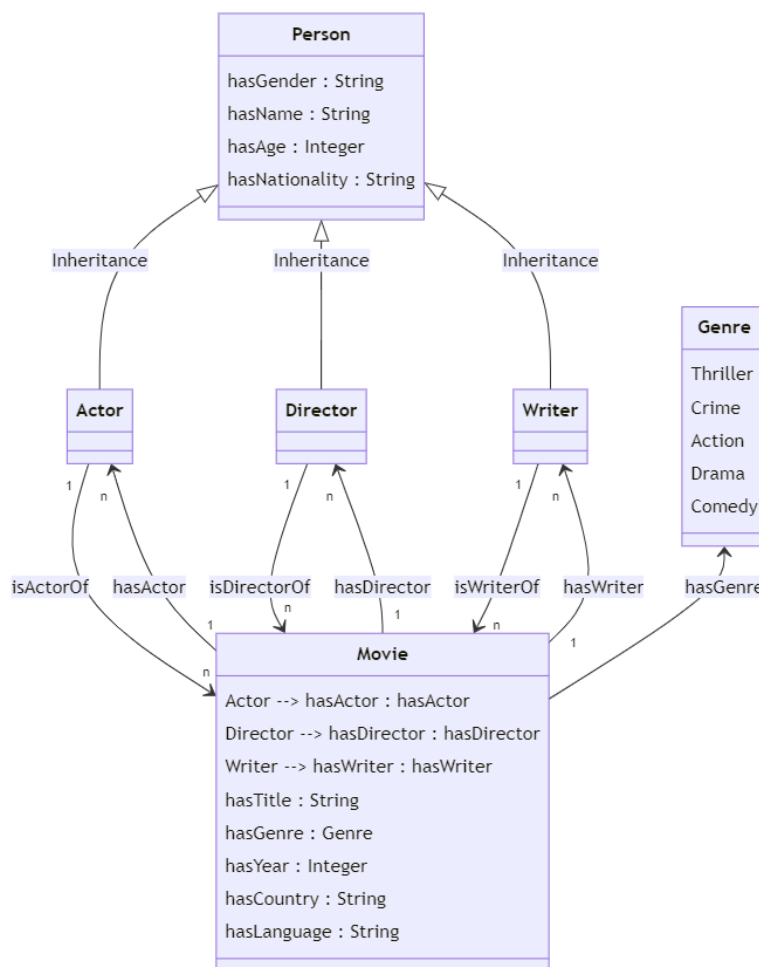 Person
hasGender : String
hasName : String
hasAge : Integer
hasNationality : String
Inheritance
Inheritance
Inheritance
Genre
Thriller
Crime
Action
Drama
Comedy
Actor
Director
Writer
1
n
1
n
1
n
isActorOf
hasActor
isDirectorOf
hasDirector
isWriterOf
hasWriter
hasGenre
n
1
n
1
n
1
Movie
Actor --> hasActor : hasActor
Director --> hasDirector : hasDirector
Writer --> hasWriter : hasWriter
hasTitle : String
hasGenre : Genre
hasYear : Integer
hasCountry : String
hasLanguage : String